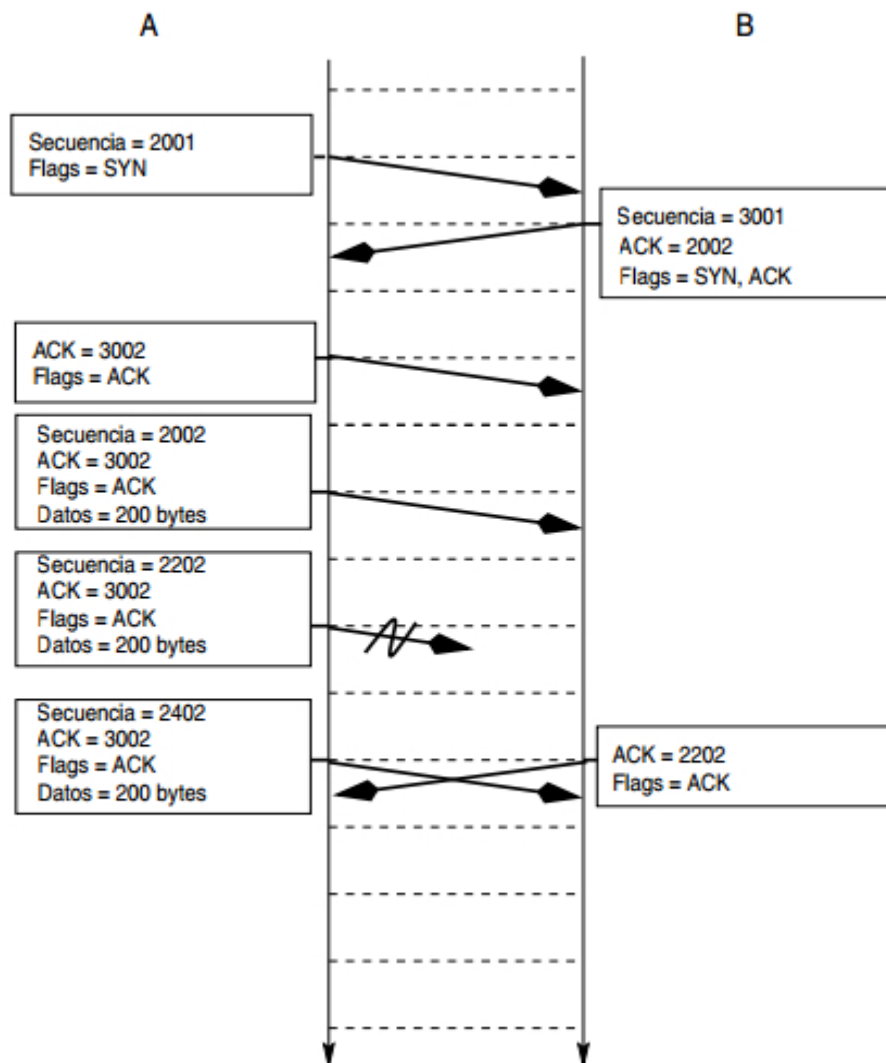 A
B
Secuencia = 2001
Flags = SYN
Secuencia = 3001
ACK = 2002
Flags = SYN, ACK
ACK = 3002
Flags = ACK
Secuencia = 2002
ACK = 3002
Flags = ACK
Datos = 200 bytes
Secuencia = 2202
ACK = 3002
Flags = ACK
Datos = 200 bytes
Secuencia = 2402
ACK = 3002
Flags = ACK
Datos = 200 bytes
ACK = 2202
Flags = ACK